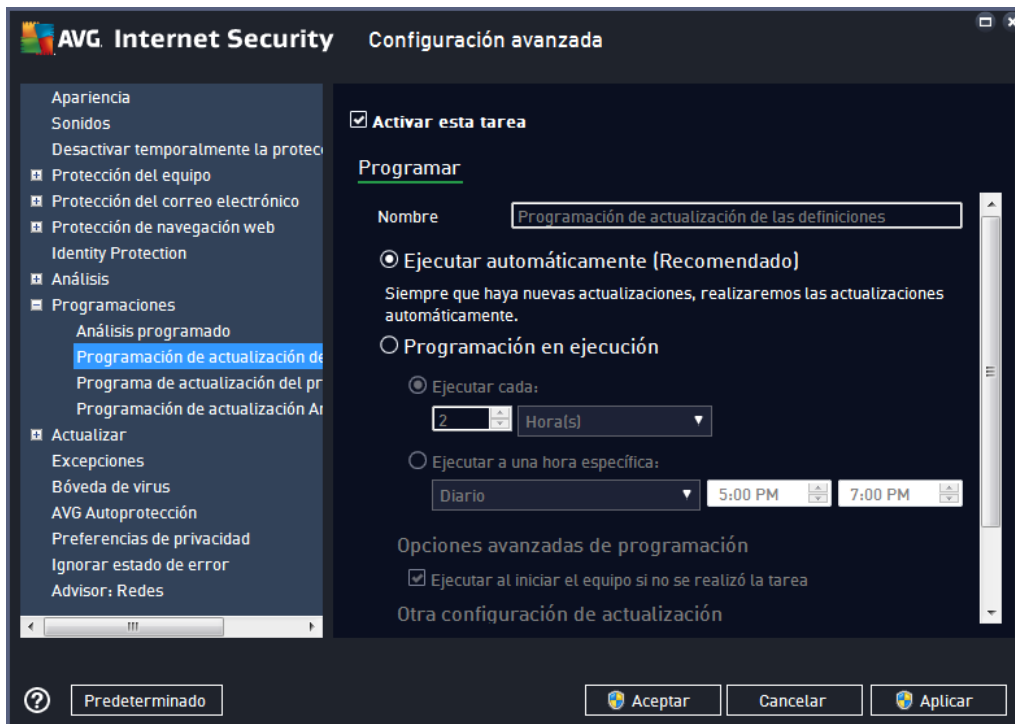 AVG. Internet Security
Configuración avanzada
Apariencia
Sonidos
Desactivar temporalmente la protec
Protección del equipo
Protección del correo electrónico
Protección de navegación web
Identity Protection
Análisis
Programaciones
Análisis programado
Programación de actualización de
Programa de actualización del pr
Programación de actualización An
Actualizar
Excepciones
Bóveda de virus
AVG Autoprotección
Preferencias de privacidad
Ignorar estado de error
Advisor: Redes
Activar esta tarea
Programar
Nombre
Programación de actualización de las definiciones
Ejecutar automáticamente (Recomendado)
Siempre que haya nuevas actualizaciones, realizaremos las actualizaciones
automáticamente.
Programación en ejecución
Ejecutar cada:
2 Hora(s)
Ejecutar a una hora específica:
Diario 5:00 PM 7:00 PM
Opciones avanzadas de programación
Ejecutar al iniciar el equipo si no se realizó la tarea
Otra configuración de actualización
? Predeterminado Aceptar Cancelar Aplicar